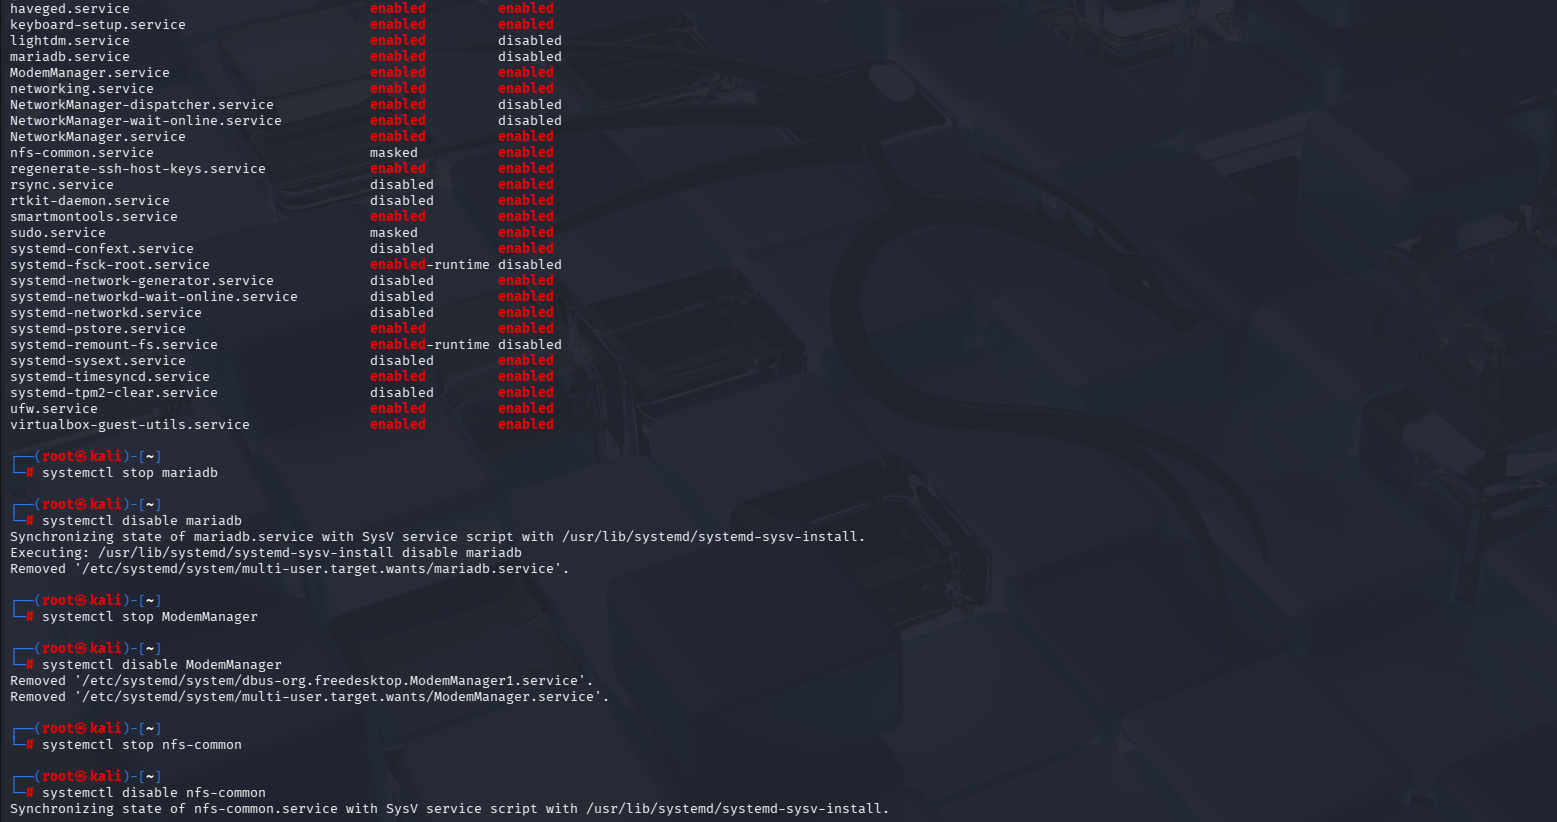 haveged.service enabled enabled
keyboard-setup.service enabled enabled
lightdm.service enabled disabled
mariadb.service enabled disabled
ModemManager.service enabled enabled
networking.service enabled enabled
NetworkManager-dispatcher.service enabled disabled
NetworkManager-wait-online.service enabled disabled
NetworkManager.service enabled enabled
nfs-common.service masked enabled
regenerate-ssh-host-keys.service enabled enabled
rsync.service disabled enabled
rtkit-daemon.service disabled enabled
smartmontools.service enabled enabled
sudo.service masked enabled
systemd-confext.service disabled enabled
systemd-fsck-root.service enabled-runtime disabled
systemd-network-generator.service disabled enabled
systemd-networkd-wait-online.service disabled enabled
systemd-networkd.service disabled enabled
systemd-pstore.service enabled enabled
systemd-remount-fs.service enabled-runtime disabled
systemd-sysext.service disabled enabled
systemd-timesyncd.service enabled enabled
systemd-tpm2-clear.service disabled enabled
ufw.service enabled enabled
virtualbox-guest-utils.service enabled enabled
┌──(root㉿kali)-[~]
└─# systemctl stop mariadb
┌──(root㉿kali)-[~]
└─# systemctl disable mariadb
Synchronizing state of mariadb.service with SysV service script with /usr/lib/systemd/systemd-sysv-install.
Executing: /usr/lib/systemd/systemd-sysv-install disable mariadb
Removed '/etc/systemd/system/multi-user.target.wants/mariadb.service'.
┌──(root㉿kali)-[~]
└─# systemctl stop ModemManager
┌──(root㉿kali)-[~]
└─# systemctl disable ModemManager
Removed '/etc/systemd/system/dbus-org.freedesktop.ModemManager1.service'.
Removed '/etc/systemd/system/multi-user.target.wants/ModemManager.service'.
┌──(root㉿kali)-[~]
└─# systemctl stop nfs-common
┌──(root㉿kali)-[~]
└─# systemctl disable nfs-common
Synchronizing state of nfs-common.service with SysV service script with /usr/lib/systemd/systemd-sysv-install.